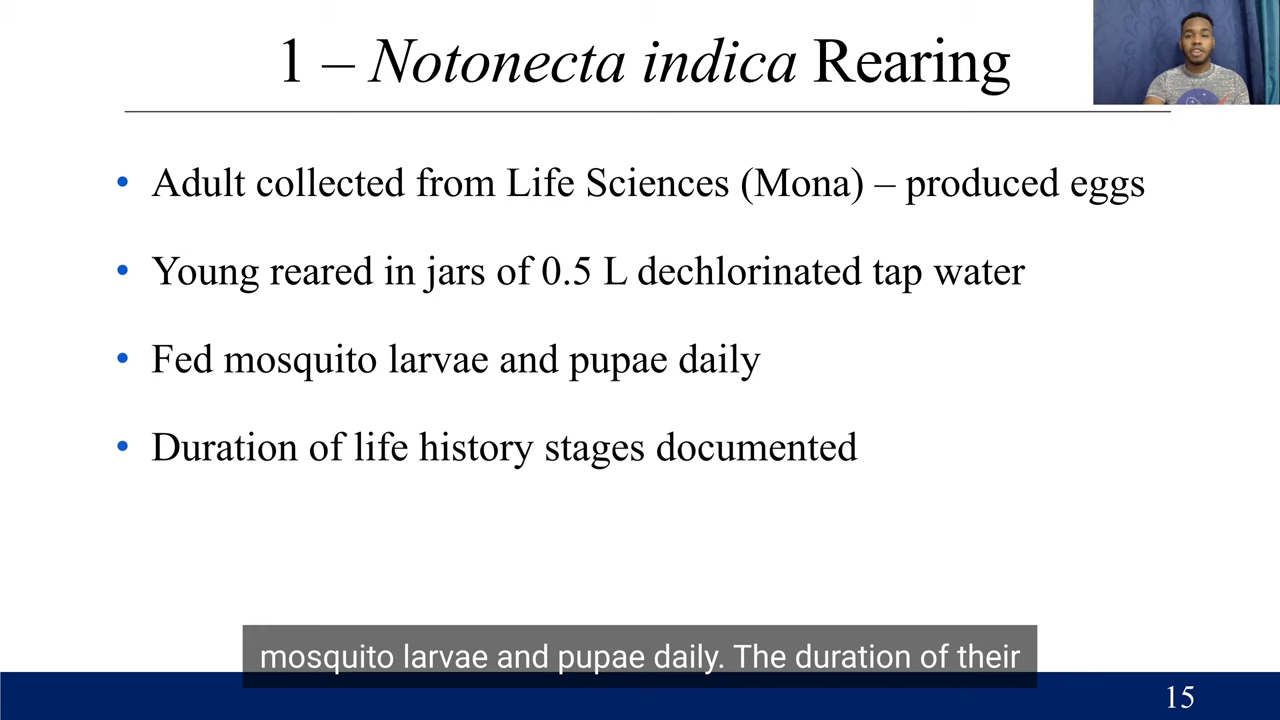 1 – Notonecta indica Rearing
• Adult collected from Life Sciences (Mona) – produced eggs
• Young reared in jars of 0.5 L dechlorinated tap water
• Fed mosquito larvae and pupae daily
• Duration of life history stages documented
mosquito larvae and pupae daily. The duration of their
15